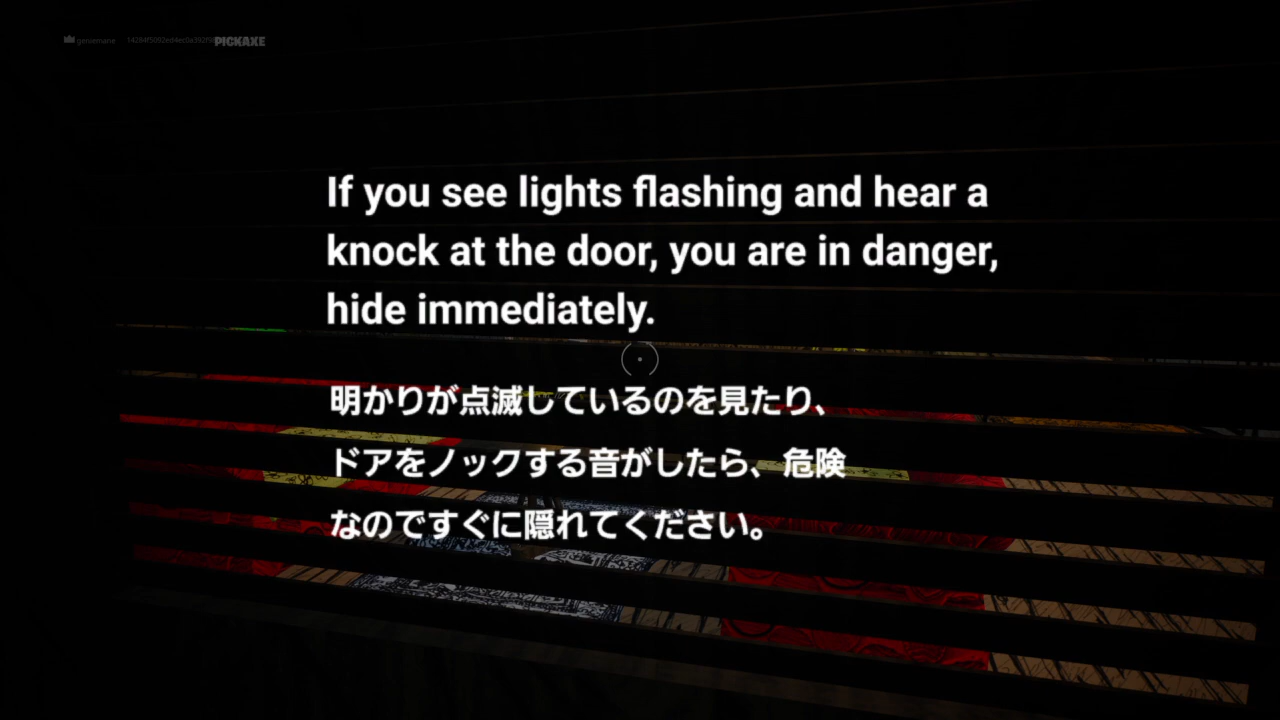 geniemane PICKAXE
If you see lights flashing and hear a
knock at the door, you are in danger,
hide immediately.
明かりが点滅しているのを見たり、
ドアをノックする音がしたら、危険
なのですぐに隠れてください。